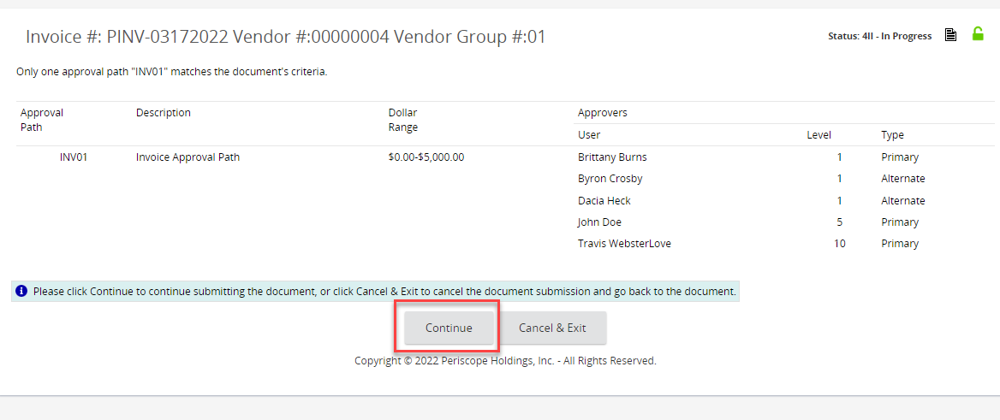 Invoice #: PINV-03172022 Vendor #:00000004 Vendor Group #:01
Status: 4II - In Progress
Only one approval path "INV01" matches the document's criteria.
Approval Path Description Dollar Range Approvers
User Level Type
INV01 Invoice Approval Path $0.00-$5,000.00 Brittany Burns 1 Primary
Byron Crosby 1 Alternate
Dacia Heck 1 Alternate
John Doe 5 Primary
Travis WebsterLove 10 Primary
Please click Continue to continue submitting the document, or click Cancel & Exit to cancel the document submission and go back to the document.
Continue Cancel & Exit
Copyright © 2022 Periscope Holdings, Inc. - All Rights Reserved.